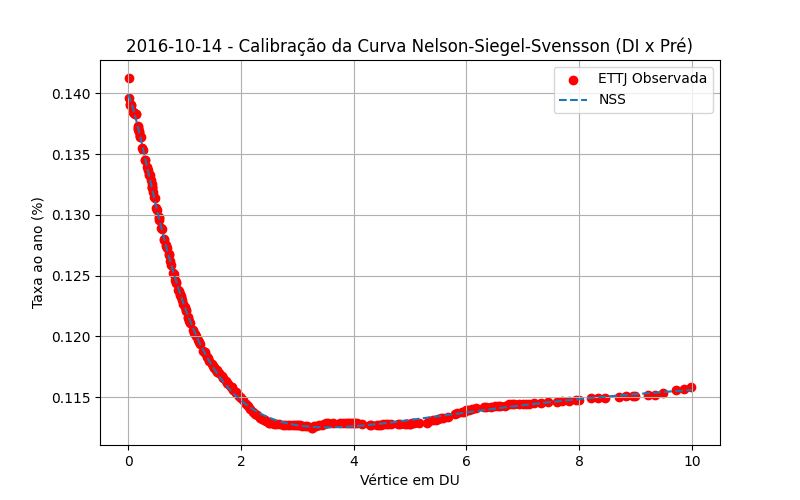 2016-10-14 - Calibração da Curva Nelson-Siegel-Svensson (DI x Pré)
ETTJ Observada
NSS
Taxa ao ano (%)
0.140
0.135
0.130
0.125
0.120
0.115
0
2
4
6
8
10
Vértice em DU